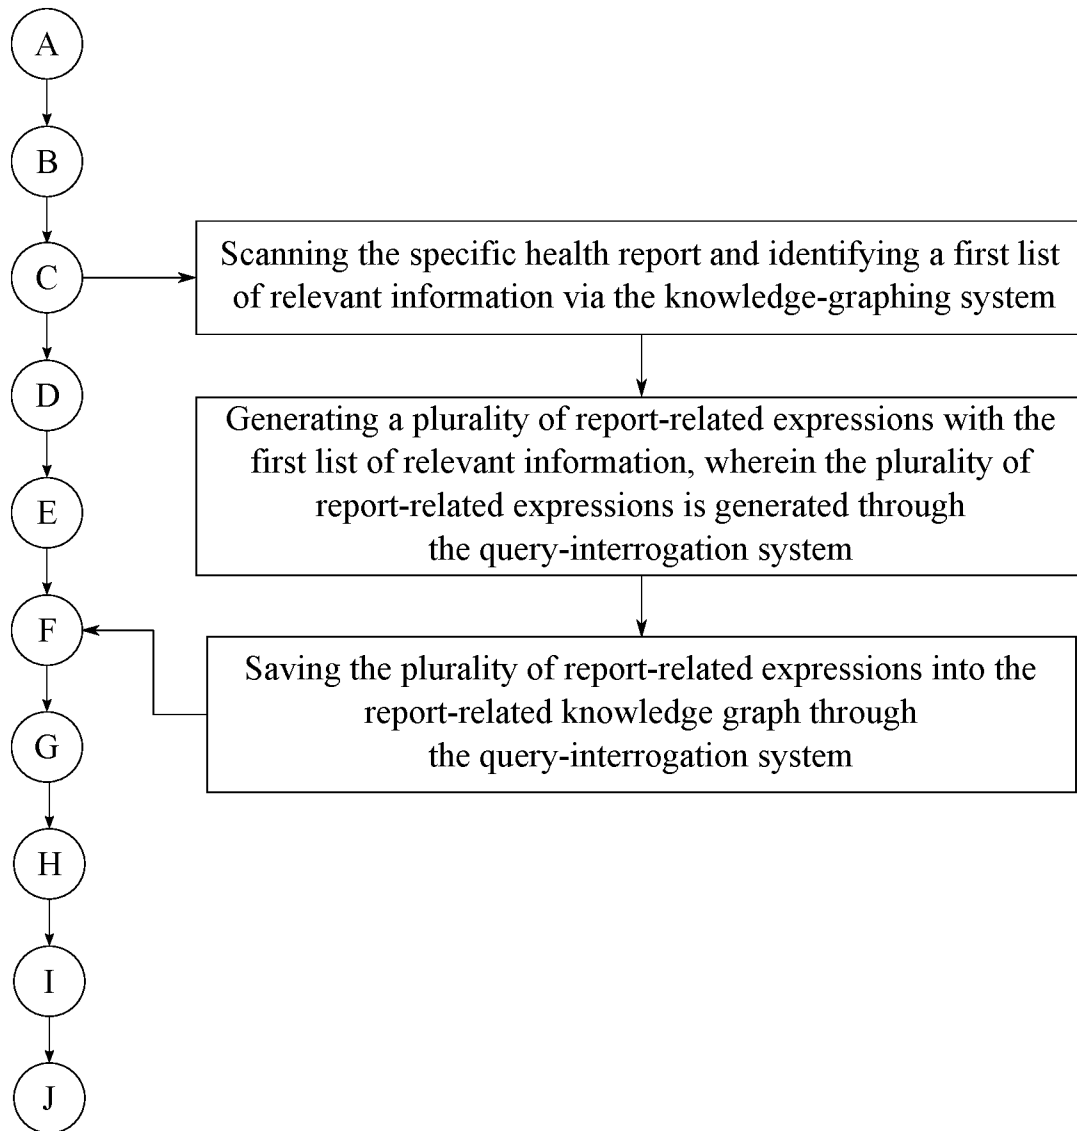 A
B
C
Scanning the specific health report and identifying a first list
of relevant information via the knowledge-graphing system
D
Generating a plurality of report-related expressions with the
first list of relevant information, wherein the plurality of
report-related expressions is generated through
the query-interrogation system
E
F
Saving the plurality of report-related expressions into the
report-related knowledge graph through
the query-interrogation system
G
H
I
J